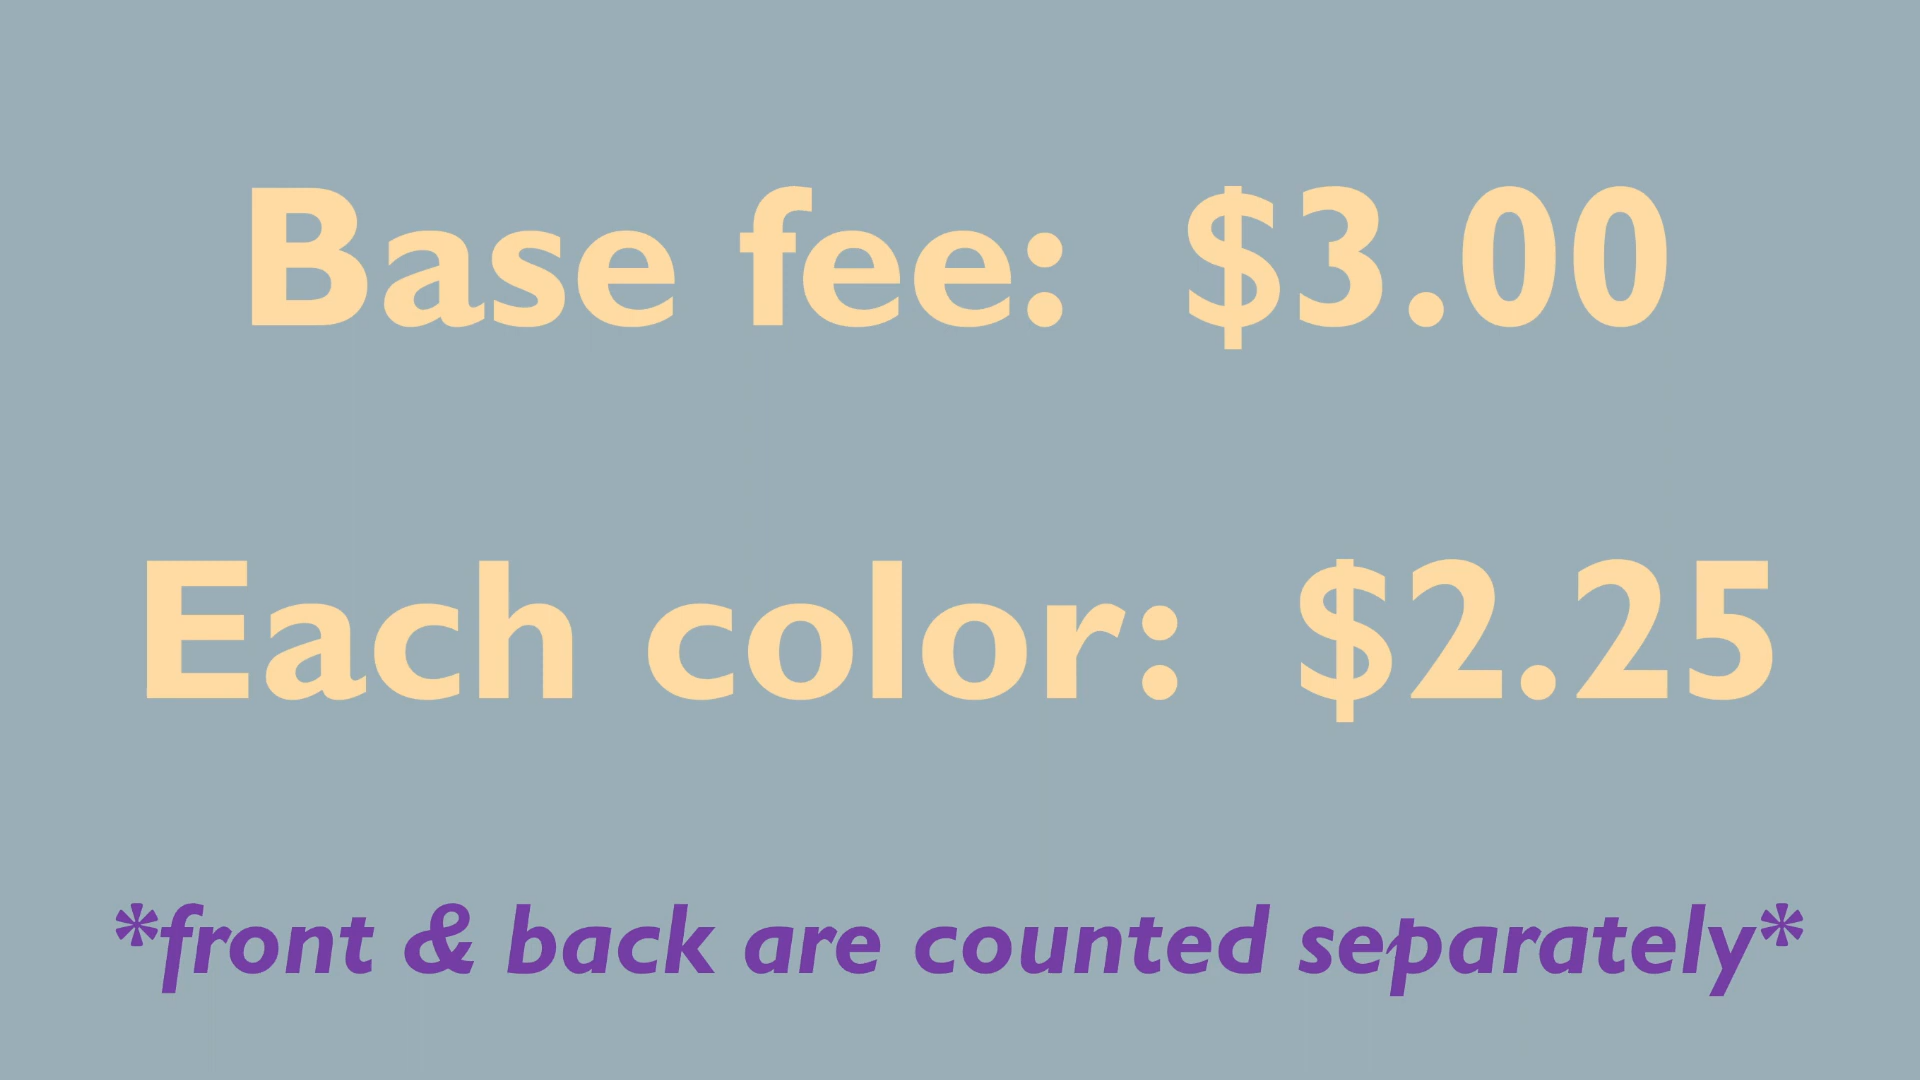 Base fee: $3.00
Each color: $2.25
*front & back are counted separately*